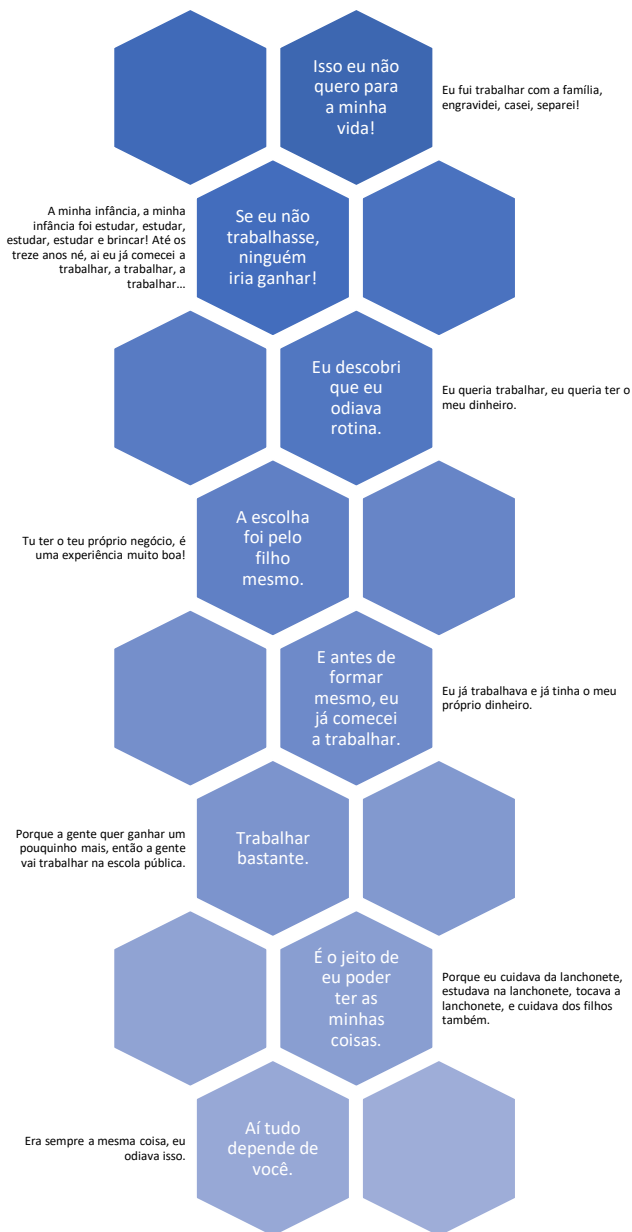 Isso eu não
quero para
a minha
vida!
Eu fui trabalhar com a família,
engravidei, casei, separei!
A minha infância, a minha
infância foi estudar, estudar,
estudar, estudar e brincar! Até os
treze anos né, ai eu já comecei a
trabalhar, a trabalhar, a
trabalhar...
Se eu não
trabalhasse,
ninguém
iria ganhar!
Eu descobri
que eu
odiava
rotina.
Eu queria trabalhar, eu queria ter o
meu dinheiro.
Tu ter o teu próprio negócio, é
uma experiência muito boa!
A escolha
foi pelo
filho
mesmo.
E antes de
formar
mesmo, eu
já comecei
a trabalhar.
Eu já trabalhava e já tinha o meu
próprio dinheiro.
Porque a gente quer ganhar um
pouquinho mais, então a gente
vai trabalhar na escola pública.
Trabalhar
bastante.
É o jeito de
eu poder
ter as
minhas
coisas.
Porque eu cuidava da lanchonete,
estudava na lanchonete, tocava a
lanchonete, e cuidava dos filhos
também.
Era sempre a mesma coisa, eu
odiava isso.
Aí tudo
depende de
você.